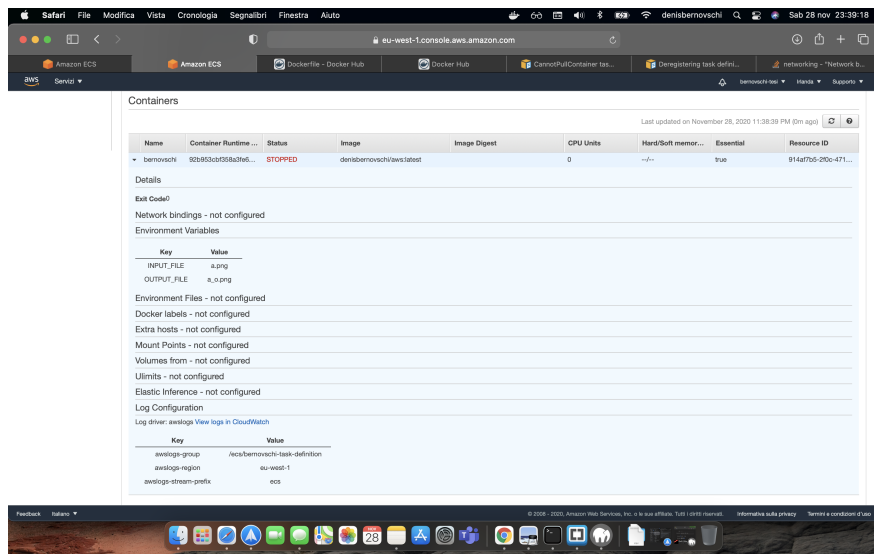 Safari File Modifica Vista Cronologia Segnalibri Finestra Aiuto denisbernovschi Sab 28 nov 23:39:18
eu-west-1.console.aws.amazon.com
Amazon ECS Amazon ECS Dockerfile - Docker Hub Docker Hub CannotPullContainer tas... Deregistering task defini... networking - "Network b...
aws Servizi bernovschi-tesi Irlanda Supporto
Containers
Last updated on November 28, 2020 11:38:39 PM (0m ago)
Name Container Runtime ... Status Image Image Digest CPU Units Hard/Soft memor... Essential Resource ID
bernovschi 92b953cbf358a3fe6... STOPPED denisbernovschi/aws:latest 0 --/-- true 914af7b5-2f0c-471...
Details
Exit Code0
Network bindings - not configured
Environment Variables
Key Value
INPUT_FILE a.png
OUTPUT_FILE a_o.png
Environment Files - not configured
Docker labels - not configured
Extra hosts - not configured
Mount Points - not configured
Volumes from - not configured
Ulimits - not configured
Elastic Inference - not configured
Log Configuration
Log driver: awslogs View logs in CloudWatch
Key Value
awslogs-group /ecs/bernovschi-task-definition
awslogs-region eu-west-1
awslogs-stream-prefix ecs
Feedback Italiano © 2008 - 2020, Amazon Web Services, Inc. o le sue affiliate. Tutti i diritti riservati. Informativa sulla privacy Termini e condizioni d'uso
NOV
28